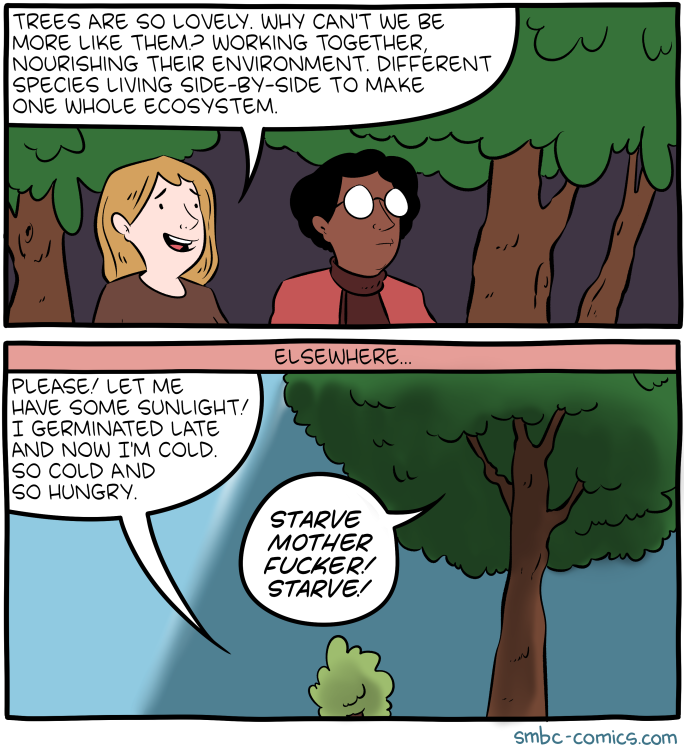 TREES ARE SO LOVELY. WHY CAN'T WE BE
MORE LIKE THEM? WORKING TOGETHER,
NOURISHING THEIR ENVIRONMENT. DIFFERENT
SPECIES LIVING SIDE-BY-SIDE TO MAKE
ONE WHOLE ECOSYSTEM.
ELSEWHERE...
PLEASE! LET ME
HAVE SOME SUNLIGHT!
I GERMINATED LATE
AND NOW I'M COLD.
SO COLD AND
SO HUNGRY.
STARVE
MOTHER
FUCKER!
STARVE!
smbc-comics.com